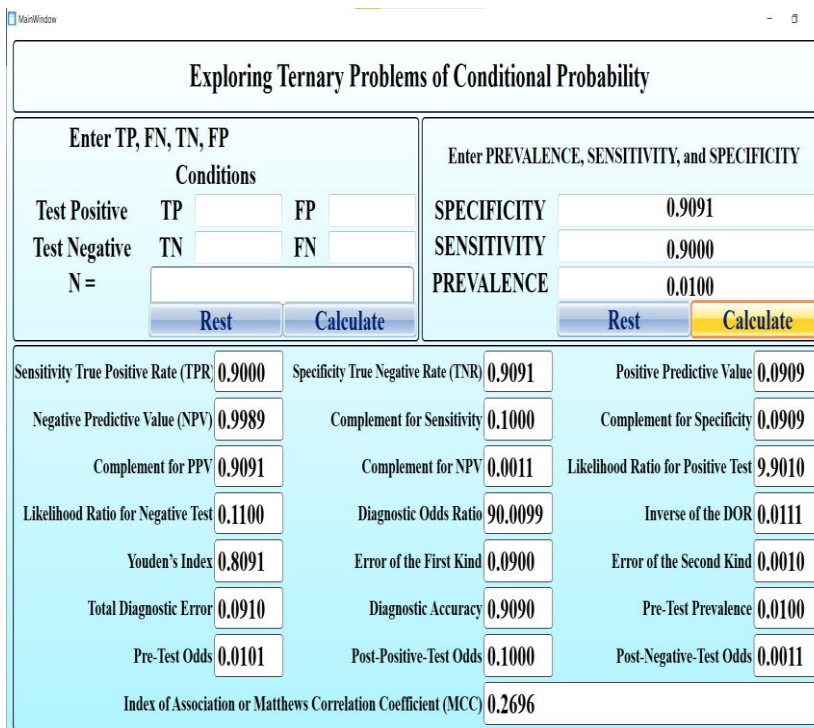 MainWindow
Exploring Ternary Problems of Conditional Probability
Enter TP, FN, TN, FP
Conditions
Test Positive TP FP
Test Negative TN FN
N =
Rest Calculate
Enter PREVALENCE, SENSITIVITY, and SPECIFICITY
SPECIFICITY 0.9091
SENSITIVITY 0.9000
PREVALENCE 0.0100
Rest Calculate
Sensitivity True Positive Rate (TPR) 0.9000 Specificity True Negative Rate (TNR) 0.9091 Positive Predictive Value 0.0909
Negative Predictive Value (NPV) 0.9989 Complement for Sensitivity 0.1000 Complement for Specificity 0.0909
Complement for PPV 0.9091 Complement for NPV 0.0011 Likelihood Ratio for Positive Test 9.9010
Likelihood Ratio for Negative Test 0.1100 Diagnostic Odds Ratio 90.0099 Inverse of the DOR 0.0111
Youden's Index 0.8091 Error of the First Kind 0.0900 Error of the Second Kind 0.0010
Total Diagnostic Error 0.0910 Diagnostic Accuracy 0.9090 Pre-Test Prevalence 0.0100
Pre-Test Odds 0.0101 Post-Positive-Test Odds 0.1000 Post-Negative-Test Odds 0.0011
Index of Association or Matthews Correlation Coefficient (MCC) 0.2696